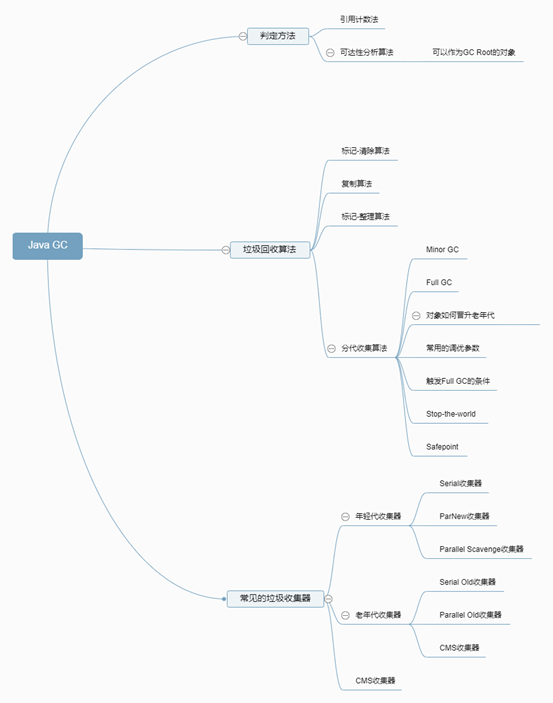 Java GC
判定方法
引用计数法
可达性分析算法
可以作为GC Root的对象
垃圾回收算法
标记-清除算法
复制算法
标记-整理算法
分代收集算法
Minor GC
Full GC
对象如何晋升老年代
常用的调优参数
触发Full GC的条件
Stop-the-world
Safepoint
常见的垃圾收集器
年轻代收集器
Serial收集器
ParNew收集器
Parallel Scavenge收集器
老年代收集器
Serial Old收集器
Parallel Old收集器
CMS收集器
CMS收集器